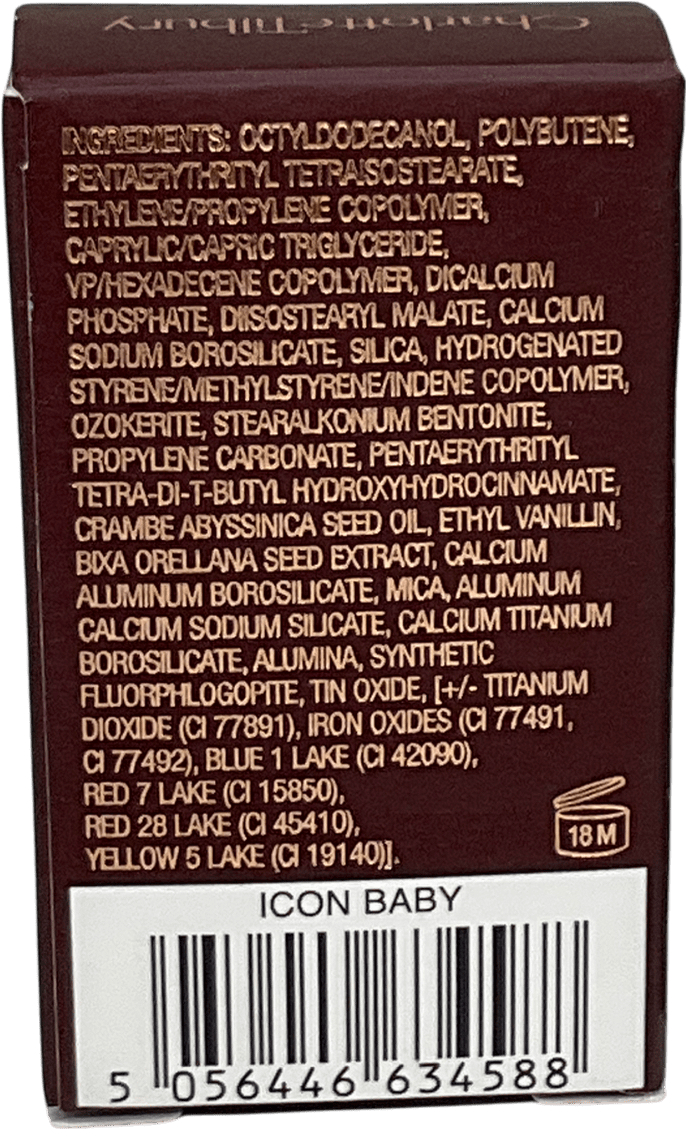 Charlotte Tilbury
INGREDIENTS: OCTYLDODECANOL, POLYBUTENE,
PENTAERYTHRITYL TETRAISOSTEARATE,
ETHYLENE/PROPYLENE COPOLYMER,
CAPRYLIC/CAPRIC TRIGLYCERIDE,
VP/HEXADECENE COPOLYMER, DICALCIUM
PHOSPHATE, DIISOSTEARYL MALATE, CALCIUM
SODIUM BOROSILICATE, SILICA, HYDROGENATED
STYRENE/METHYLSTYRENE/INDENE COPOLYMER,
OZOKERITE, STEARALKONIUM BENTONITE,
PROPYLENE CARBONATE, PENTAERYTHRITYL
TETRA-DI-T-BUTYL HYDROXYHYDROCINNAMATE,
CRAMBE ABYSSINICA SEED OIL, ETHYL VANILLIN,
BIXA ORELLANA SEED EXTRACT, CALCIUM
ALUMINUM BOROSILICATE, MICA, ALUMINUM
CALCIUM SODIUM SILICATE, CALCIUM TITANIUM
BOROSILICATE, ALUMINA, SYNTHETIC
FLUORPHLOGOPITE, TIN OXIDE, [+/- TITANIUM
DIOXIDE (CI 77891), IRON OXIDES (CI 77491,
CI 77492), BLUE 1 LAKE (CI 42090),
RED 7 LAKE (CI 15850),
RED 28 LAKE (CI 45410),
YELLOW 5 LAKE (CI 19140)].
18 M
ICON BABY
5 056446 634588